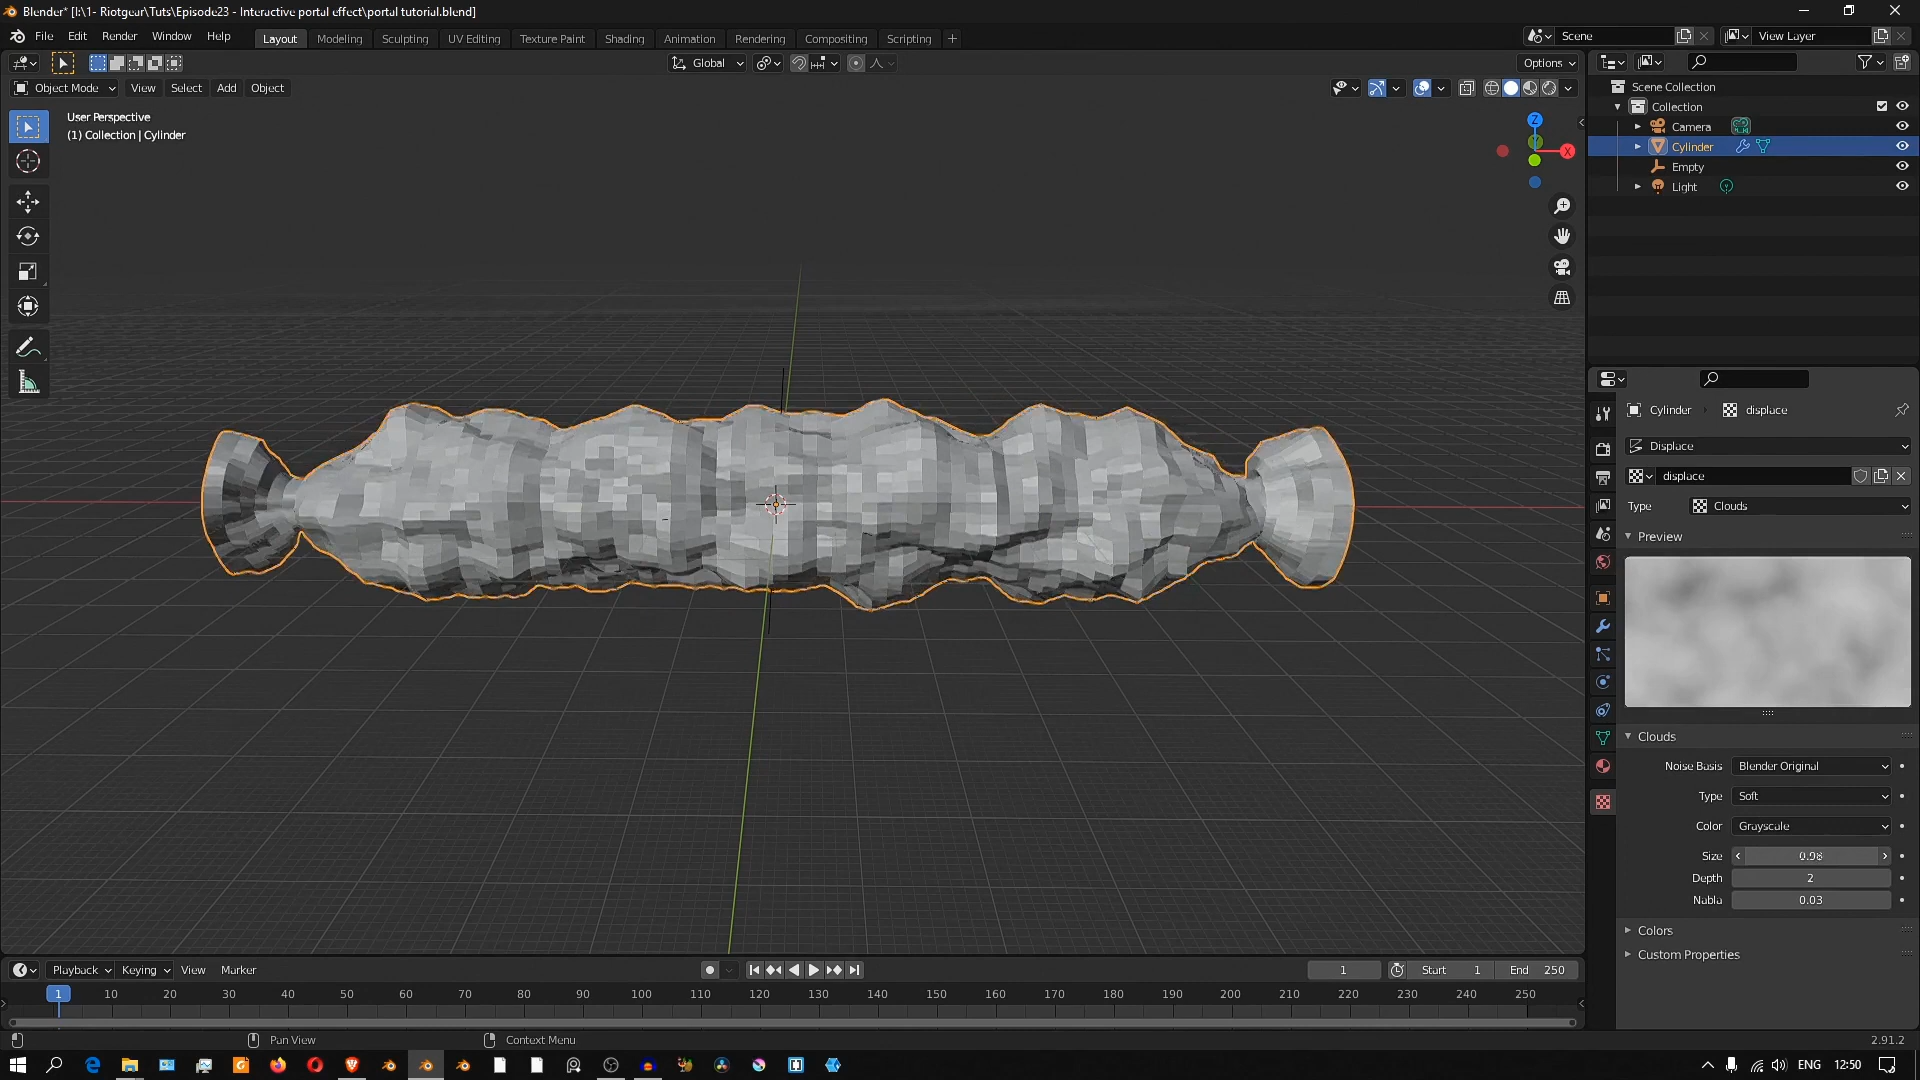 Blender* [I:\1- Riotgear\Tuts\Episode23 - Interactive portal effect\portal tutorial.blend]
File Edit Render Window Help Layout Modeling Sculpting UV Editing Texture Paint Shading Animation Rendering Compositing Scripting + Scene View Layer
Global Options
Object Mode View Select Add Object
User Perspective
(1) Collection | Cylinder
Z
X
Scene Collection
Collection
Camera
Cylinder
Empty
Light
Cylinder displace
Displace
displace
Type Clouds
Preview
Clouds
Noise Basis Blender Original
Type Soft
Color Grayscale
Size 0.98
Depth 2
Nabla 0.03
Colors
Custom Properties
Playback Keying View Marker 1 Start 1 End 250
1 10 20 30 40 50 60 70 80 90 100 110 120 130 140 150 160 170 180 190 200 210 220 230 240 250
Pan View Context Menu 2.91.2
ENG 12:50